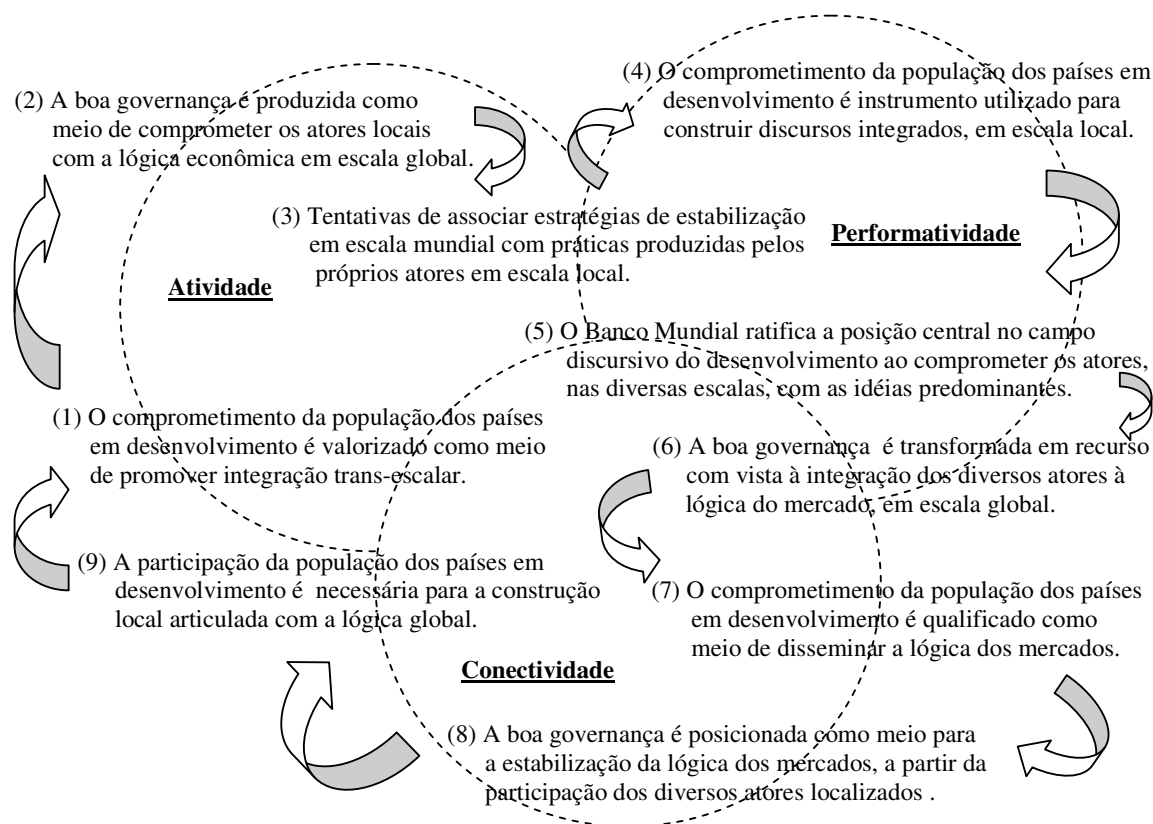 (2) A boa governança é produzida como
meio de comprometer os atores locais
com a lógica econômica em escala global.
(4) O comprometimento da população dos países em
desenvolvimento é instrumento utilizado para
construir discursos integrados, em escala local.
(3) Tentativas de associar estratégias de estabilização
em escala mundial com práticas produzidas pelos
próprios atores em escala local.
Performatividade
Atividade
(5) O Banco Mundial ratifica a posição central no campo
discursivo do desenvolvimento ao comprometer os atores,
nas diversas escalas, com as idéias predominantes.
(1) O comprometimento da população dos países
em desenvolvimento é valorizado como meio
de promover integração trans-escalar.
(6) A boa governança é transformada em recurso
com vista à integração dos diversos atores à
lógica do mercado, em escala global.
(9) A participação da população dos países em
desenvolvimento é necessária para a construção
local articulada com a lógica global.
(7) O comprometimento da população dos países
em desenvolvimento é qualificado como
meio de disseminar a lógica dos mercados.
Conectividade
(8) A boa governança é posicionada como meio para
a estabilização da lógica dos mercados, a partir da
participação dos diversos atores localizados .